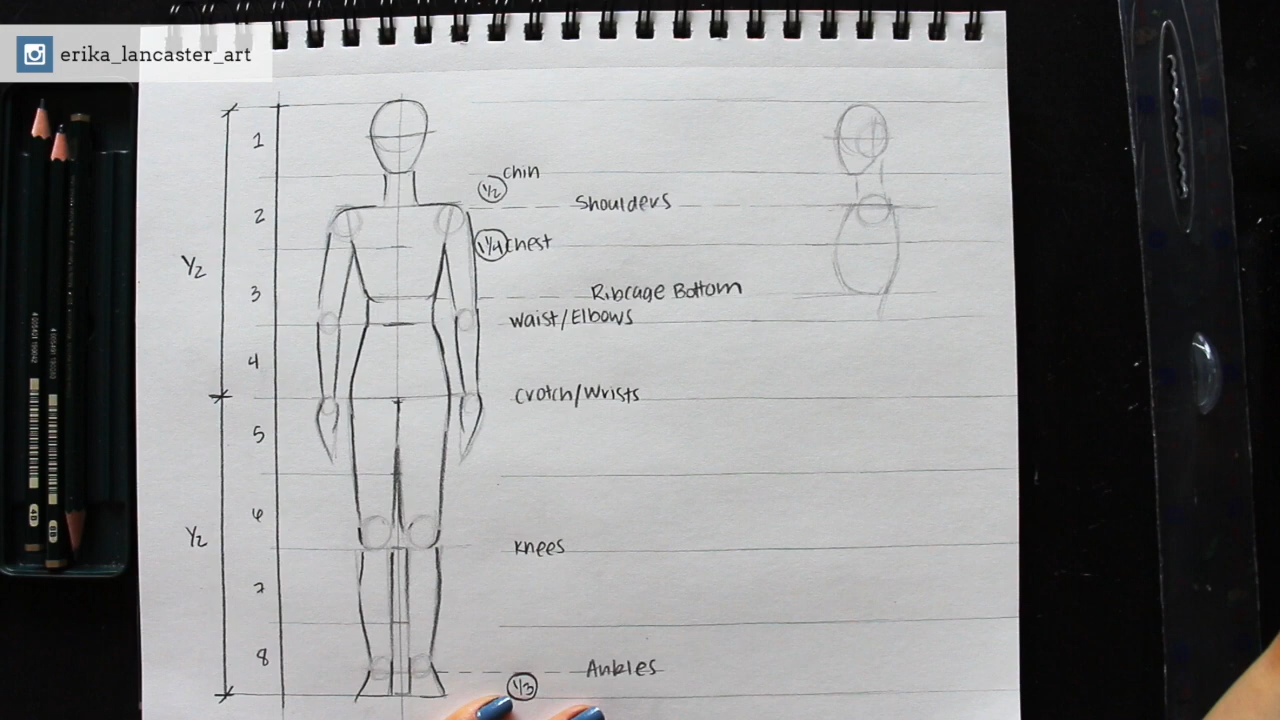 erika_lancaster_art
1
chin
1/2
Shoulders
2
1/4 chest
1/2
3
Ribcage Bottom
Waist/Elbows
4
Crotch/Wrists
5
6
1/2
Knees
7
8
Ankles
1/3